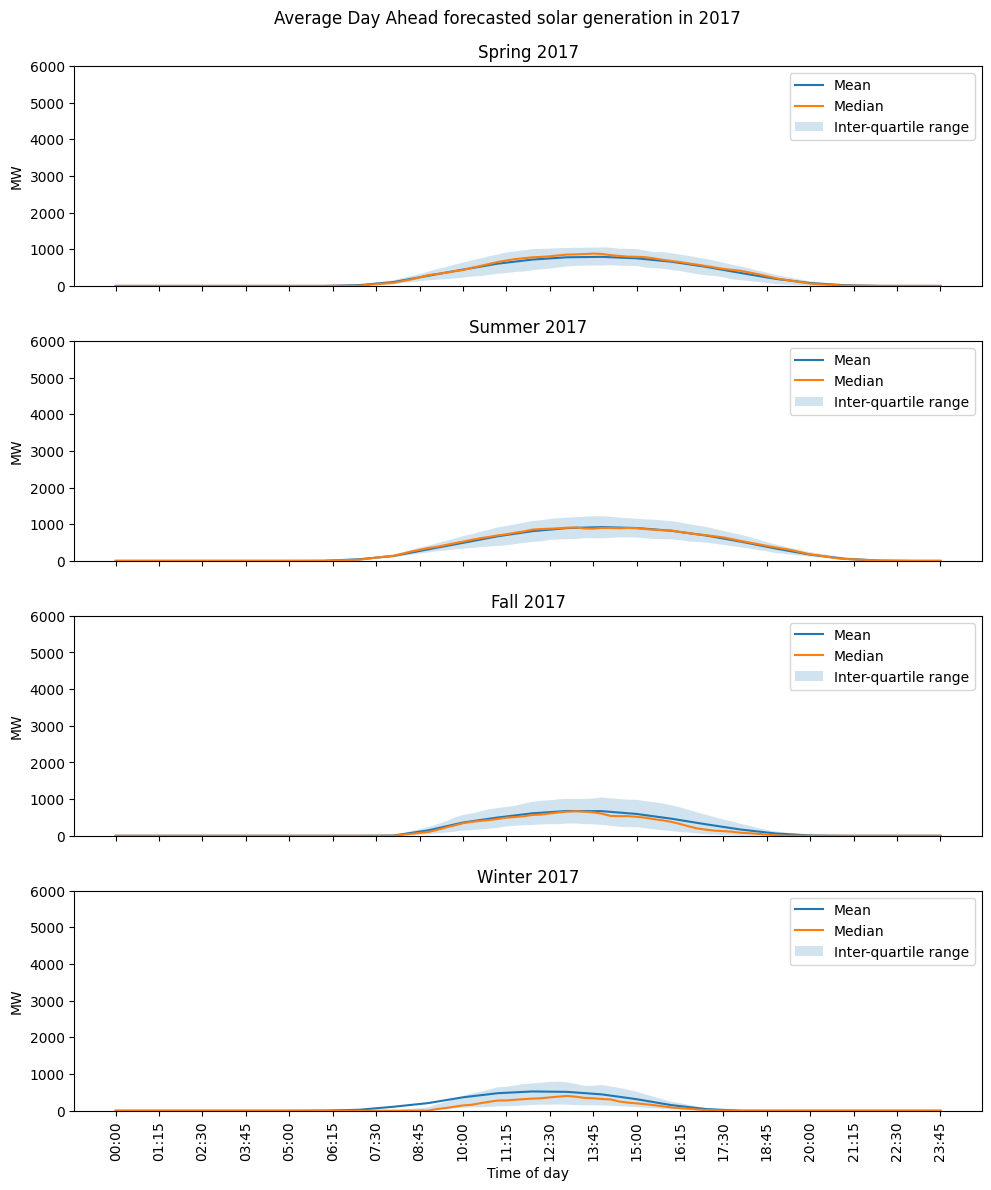 Average Day Ahead forecasted solar generation in 2017
Spring 2017
6000
5000
4000
3000
2000
1000
0
MW
Mean
Median
Inter-quartile range
Summer 2017
6000
5000
4000
3000
2000
1000
0
MW
Mean
Median
Inter-quartile range
Fall 2017
6000
5000
4000
3000
2000
1000
0
MW
Mean
Median
Inter-quartile range
Winter 2017
6000
5000
4000
3000
2000
1000
0
MW
Mean
Median
Inter-quartile range
00:00
01:15
02:30
03:45
05:00
06:15
07:30
08:45
10:00
11:15
12:30
13:45
15:00
16:15
17:30
18:45
20:00
21:15
22:30
23:45
Time of day